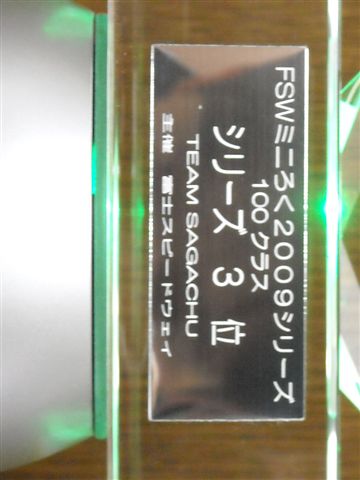 FSWミニろく2009シリーズ
100クラス
シリーズ 3 位
TEAM SAGACHU
主催 富士スピードウェイ